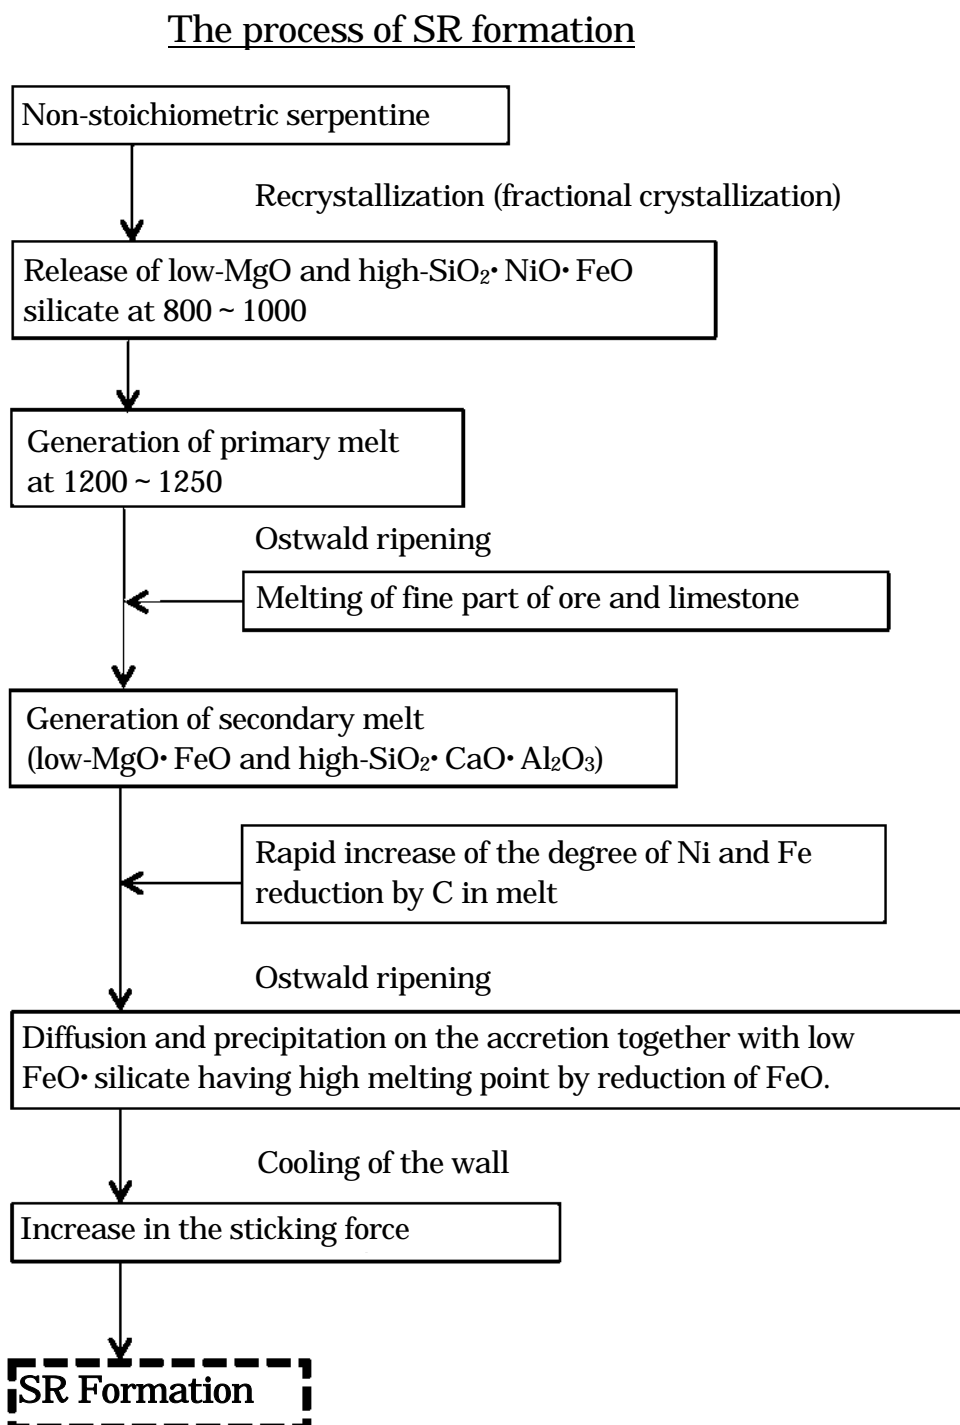 The process of SR formation
Non-stoichiometric serpentine
Recrystallization (fractional crystallization)
Release of low-MgO and high-SiO₂・NiO・FeO
silicate at 800 ~ 1000
Generation of primary melt
at 1200 ~ 1250
Ostwald ripening
Melting of fine part of ore and limestone
Generation of secondary melt
(low-MgO・FeO and high-SiO₂・CaO・Al₂O₃)
Rapid increase of the degree of Ni and Fe
reduction by C in melt
Ostwald ripening
Diffusion and precipitation on the accretion together with low
FeO・silicate having high melting point by reduction of FeO.
Cooling of the wall
Increase in the sticking force
SR Formation